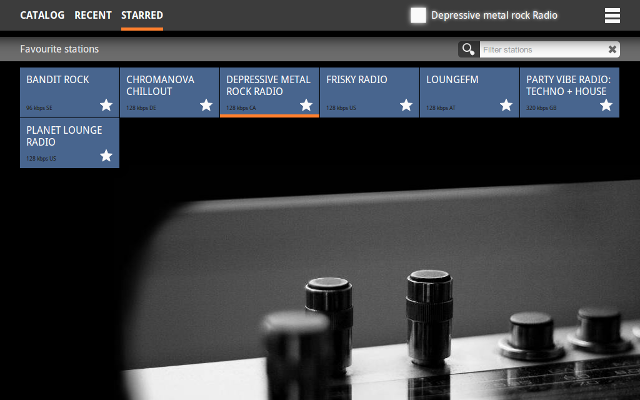 CATALOG RECENT STARRED Depressive metal rock Radio
Favourite stations Filter stations
BANDIT ROCK
96 kbps SE
CHROMANOVA
CHILLOUT
128 kbps DE
DEPRESSIVE METAL
ROCK RADIO
128 kbps CA
FRISKY RADIO
128 kbps US
LOUNGEFM
128 kbps AT
PARTY VIBE RADIO:
TECHNO + HOUSE
320 kbps GB
PLANET LOUNGE
RADIO
128 kbps US